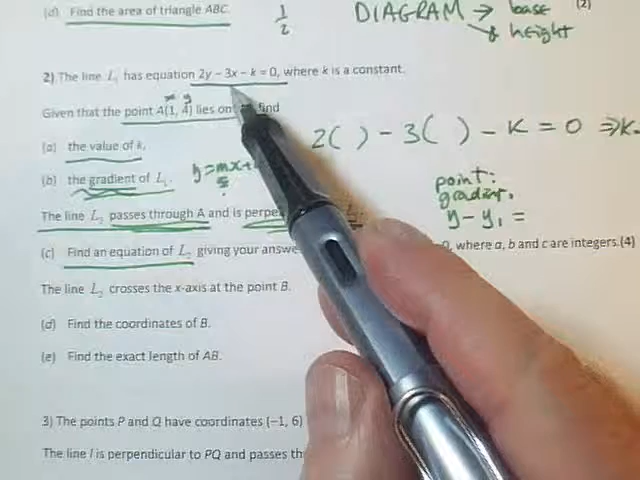 (d) Find the area of triangle ABC. 1/2 DIAGRAM → base (2)
→ height
2) The line L₁ has equation 2y – 3x – k = 0, where k is a constant.
x y
Given that the point A(1, 4) lies on find
2( ) – 3( ) – k = 0 ⇒ k
(a) the value of k,
(b) the gradient of L₁. y = mx+
point:
gradient.
y – y₁ =
The line L₂ passes through A and is perpe
(c) Find an equation of L₂ giving your answe 0, where a, b and c are integers.(4)
The line L₂ crosses the x-axis at the point B.
(d) Find the coordinates of B.
(e) Find the exact length of AB.
3) The points P and Q have coordinates (–1, 6)
The line l is perpendicular to PQ and passes th